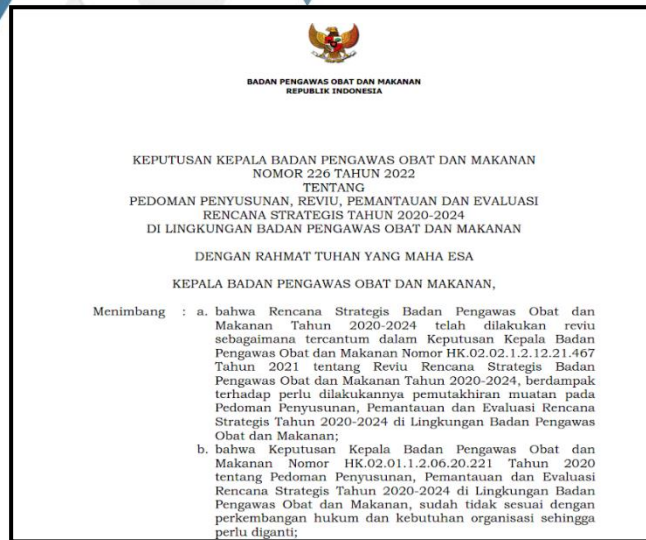 BADAN PENGAWAS OBAT DAN MAKANAN
REPUBLIK INDONESIA
KEPUTUSAN KEPALA BADAN PENGAWAS OBAT DAN MAKANAN
NOMOR 226 TAHUN 2022
TENTANG
PEDOMAN PENYUSUNAN, REVIU, PEMANTAUAN DAN EVALUASI
RENCANA STRATEGIS TAHUN 2020-2024
DI LINGKUNGAN BADAN PENGAWAS OBAT DAN MAKANAN
DENGAN RAHMAT TUHAN YANG MAHA ESA
KEPALA BADAN PENGAWAS OBAT DAN MAKANAN,
Menimbang : a. bahwa Rencana Strategis Badan Pengawas Obat dan
Makanan Tahun 2020-2024 telah dilakukan reviu
sebagaimana tercantum dalam Keputusan Kepala Badan
Pengawas Obat dan Makanan Nomor HK.02.02.1.2.12.21.467
Tahun 2021 tentang Reviu Rencana Strategis Badan
Pengawas Obat dan Makanan Tahun 2020-2024, berdampak
terhadap perlu dilakukannya pemutakhiran muatan pada
Pedoman Penyusunan, Pemantauan dan Evaluasi Rencana
Strategis Tahun 2020-2024 di Lingkungan Badan Pengawas
Obat dan Makanan;
b. bahwa Keputusan Kepala Badan Pengawas Obat dan
Makanan Nomor HK.02.01.1.2.06.20.221 Tahun 2020
tentang Pedoman Penyusunan, Pemantauan dan Evaluasi
Rencana Strategis Tahun 2020-2024 di Lingkungan Badan
Pengawas Obat dan Makanan, sudah tidak sesuai dengan
perkembangan hukum dan kebutuhan organisasi sehingga
perlu diganti;